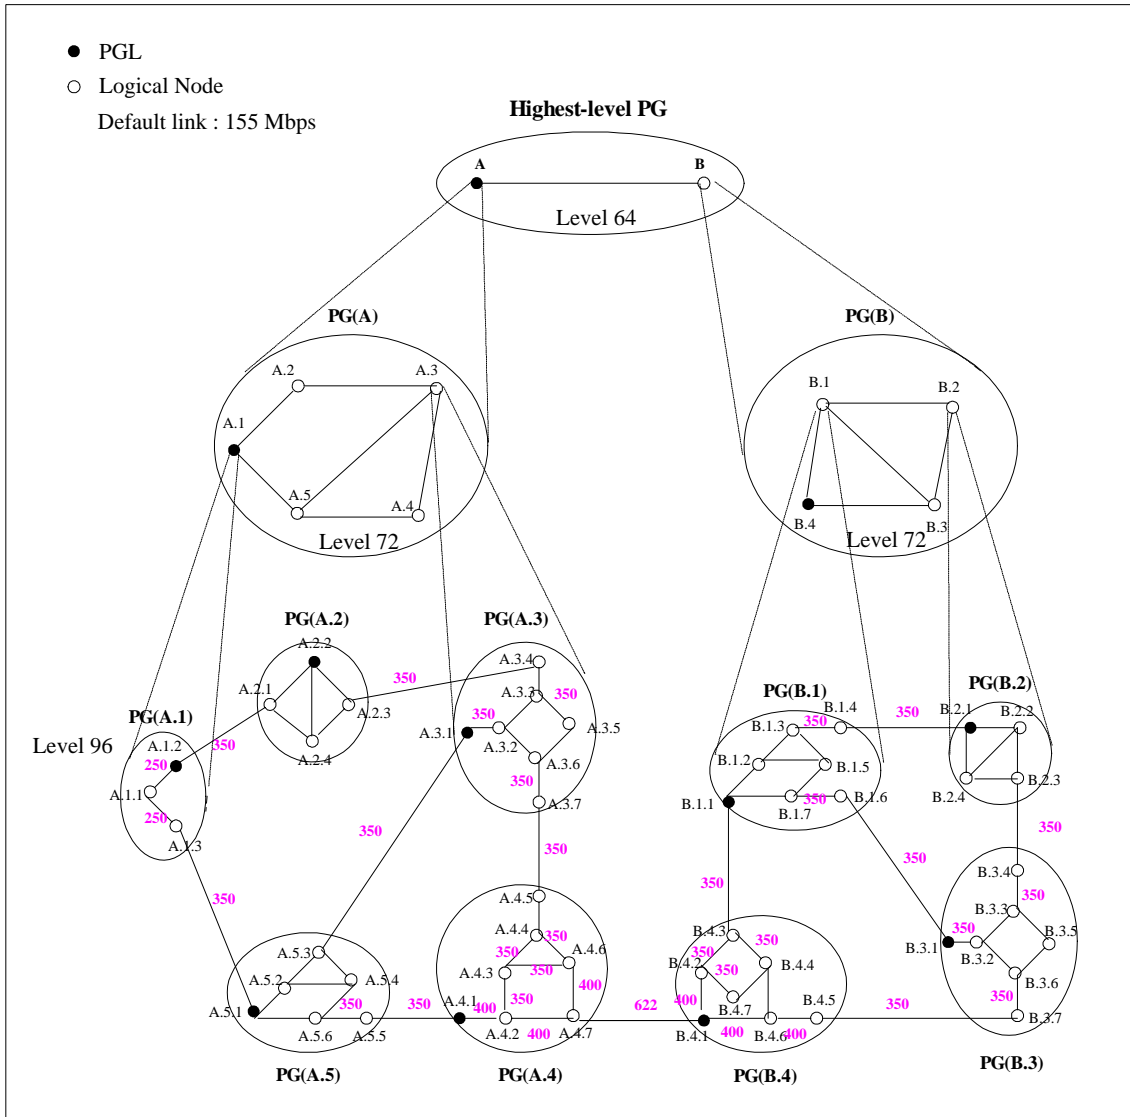 PGL
Logical Node
Default link : 155 Mbps
Highest-level PG
A
B
Level 64
PG(A)
PG(B)
A.2
A.3
A.1
A.5
A.4
Level 72
B.1
B.2
B.4
B.3
Level 72
PG(A.2)
PG(A.3)
A.2.2
A.3.4
350
A.3.3
350
A.2.1
A.2.3
350
A.3.1
A.3.2
A.3.5
A.2.4
A.3.6
350
A.3.7
PG(A.1)
Level 96
A.1.2
350
250
A.1.1
250
A.1.3
350
350
350
PG(B.1)
PG(B.2)
B.1.3
350
B.1.4
350
B.2.1
B.2.2
B.1.2
B.1.5
B.2.4
B.2.3
B.1.1
350
B.1.6
B.1.7
350
350
350
B.3.4
350
B.3.3
350
B.3.1
B.3.2
B.3.5
B.3.6
350
B.3.7
A.4.5
A.4.4
350
A.4.6
350
350
A.4.3
400
350
A.4.1
400
A.4.2
400
A.4.7
622
A.5.3
A.5.2
A.5.4
A.5.1
350
350
A.5.6
A.5.5
B.4.3
350
350
B.4.2
350
B.4.4
400
B.4.7
B.4.5
350
B.4.1
400
B.4.6
400
PG(A.5)
PG(A.4)
PG(B.4)
PG(B.3)